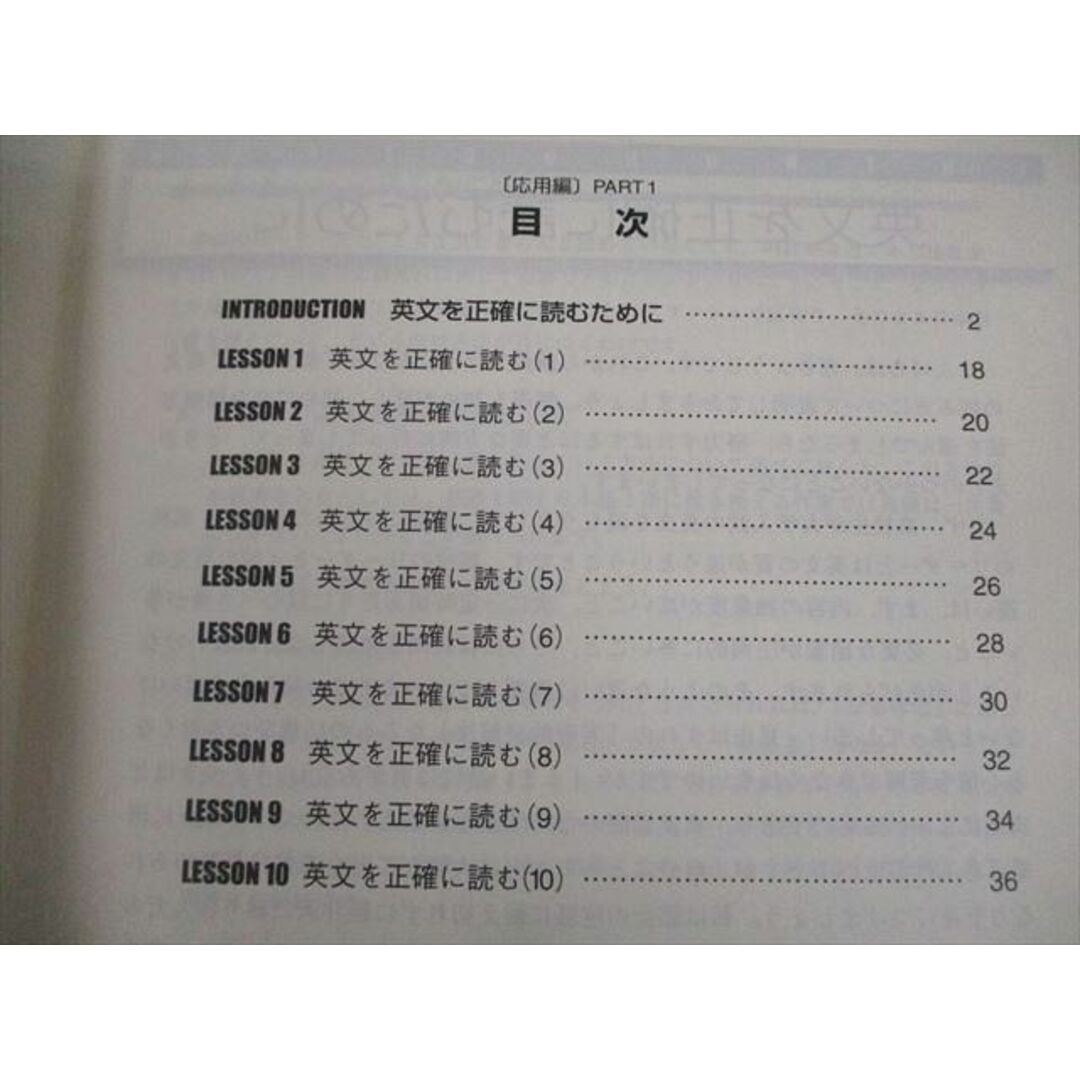 〔応用編〕 PART 1
目 次
INTRODUCTION 英文を正確に読むために ………………………… 2
LESSON 1 英文を正確に読む(1) ………………………… 18
LESSON 2 英文を正確に読む(2) ………………………… 20
LESSON 3 英文を正確に読む(3) ………………………… 22
LESSON 4 英文を正確に読む(4) ………………………… 24
LESSON 5 英文を正確に読む(5) ………………………… 26
LESSON 6 英文を正確に読む(6) ………………………… 28
LESSON 7 英文を正確に読む(7) ………………………… 30
LESSON 8 英文を正確に読む(8) ………………………… 32
LESSON 9 英文を正確に読む(9) ………………………… 34
LESSON 10 英文を正確に読む(10) ………………………… 36